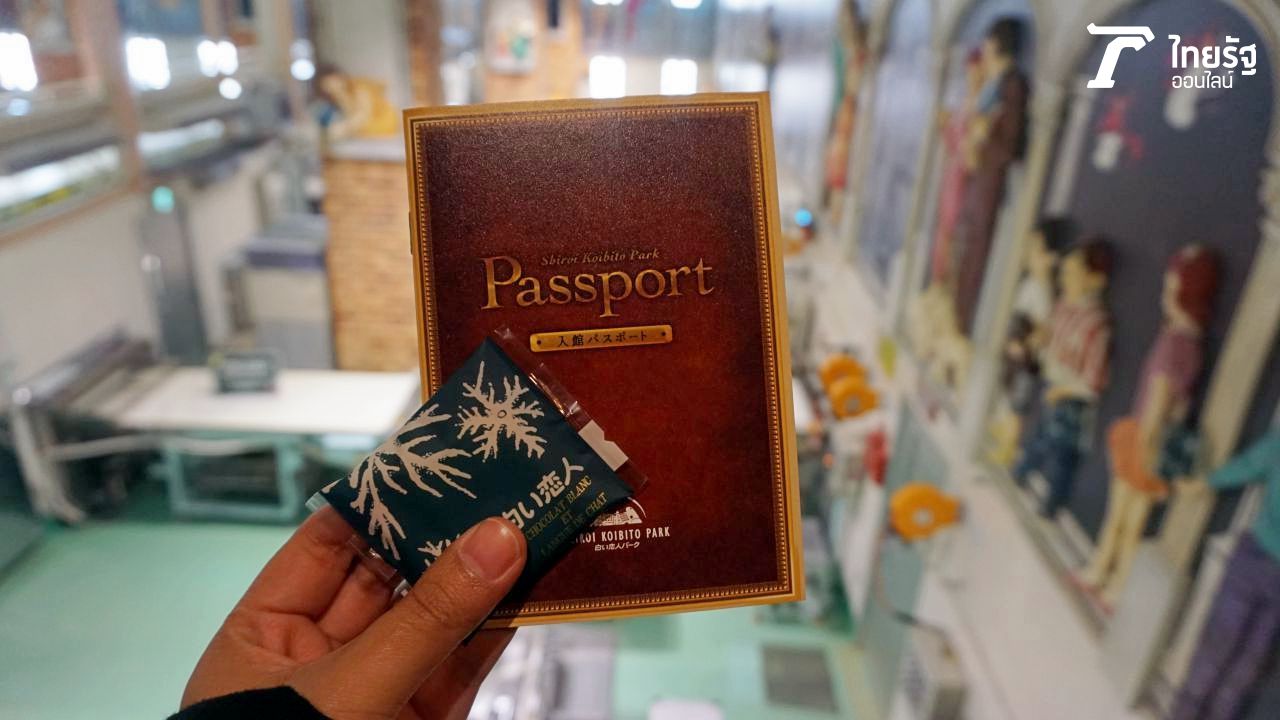 ไทยรัฐ
ออนไลน์
Shiroi Koibito Park
Passport
入館パスポート
白い恋人
CHOCOLAT BLANC
ET
LANGUE DE CHAT
SHIROI KOIBITO PARK
白い恋人パーク